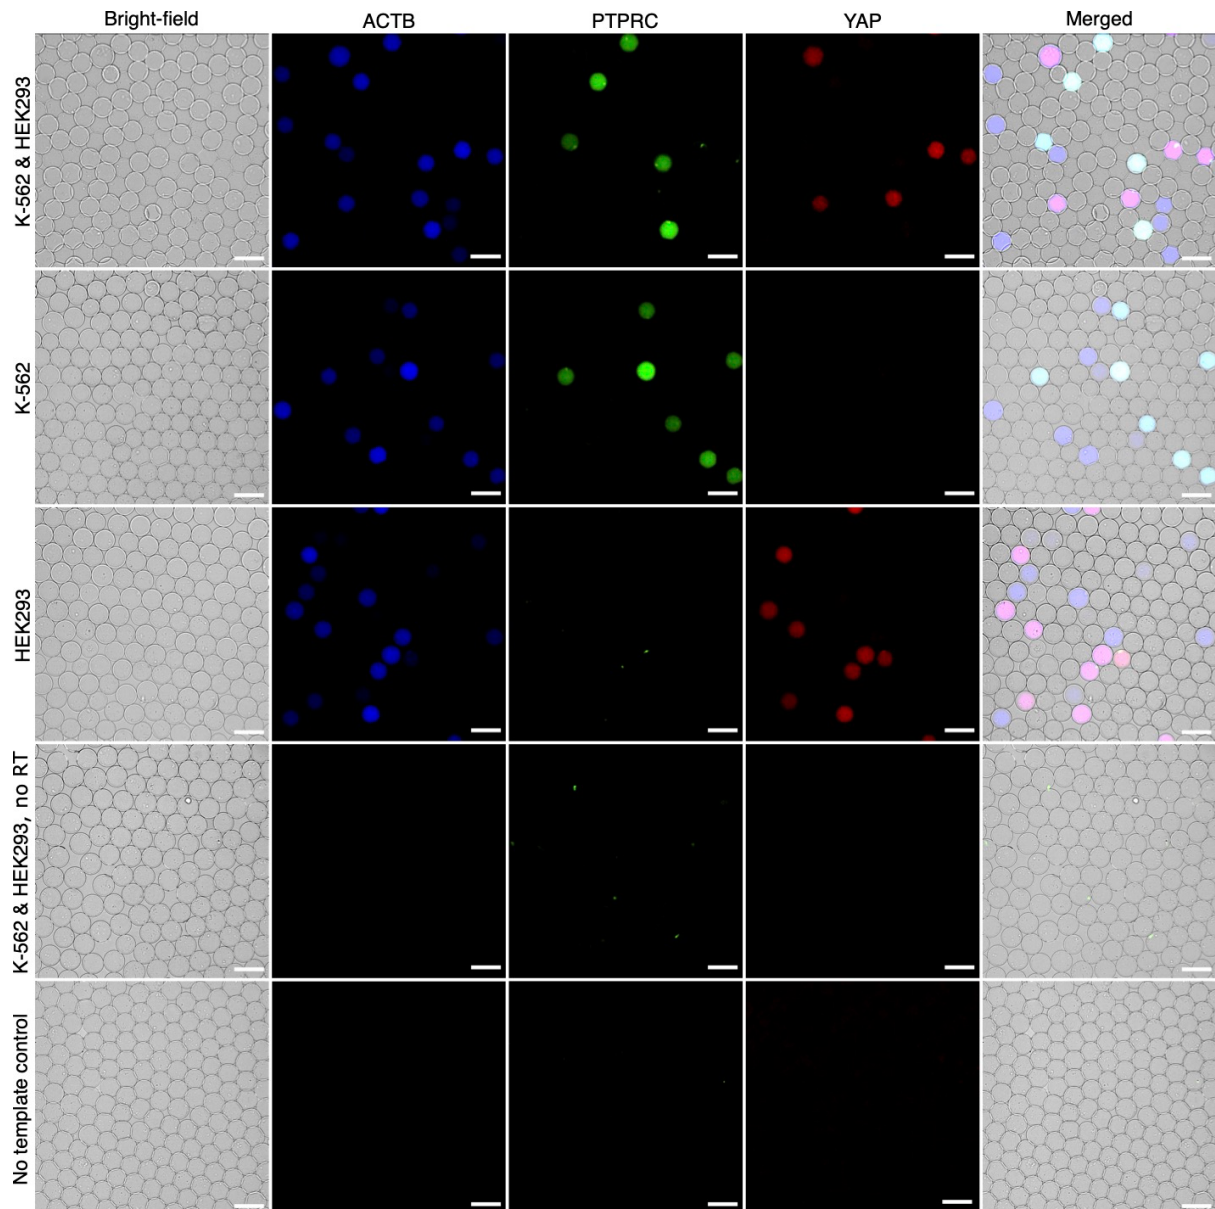 Bright-field
ACTB
PTPRC
YAP
Merged
K-562 & HEK293
K-562
HEK293
K-562 & HEK293, no RT
No template control